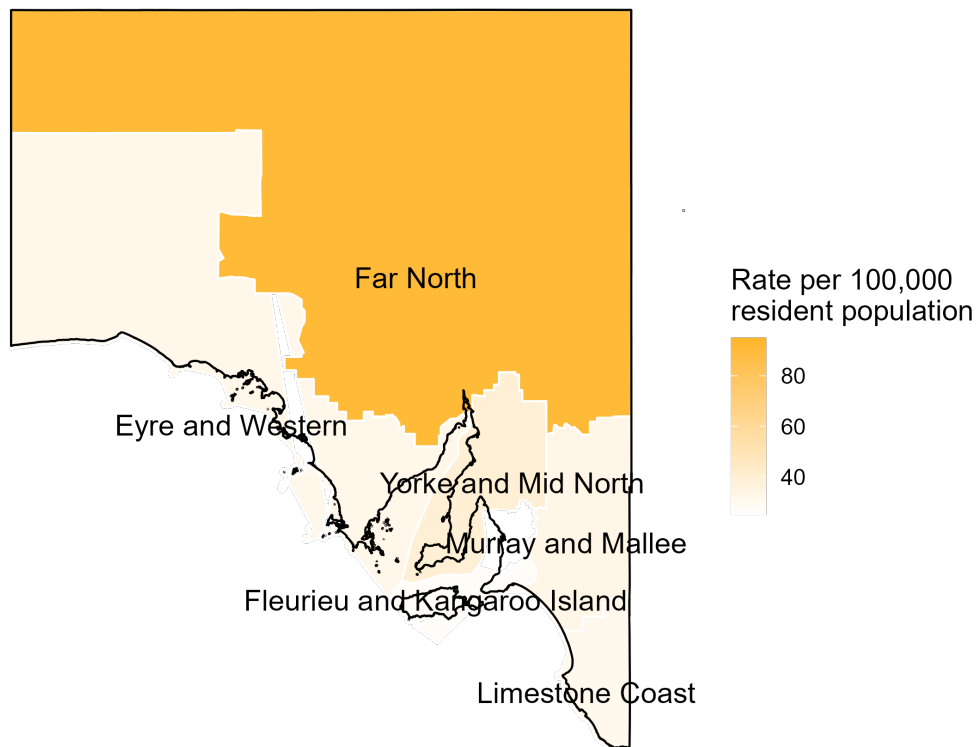 Far North
Rate per 100,000
resident population
80
60
40
Eyre and Western
Yorke and Mid North
Murray and Mallee
Fleurieu and Kangaroo Island
Limestone Coast